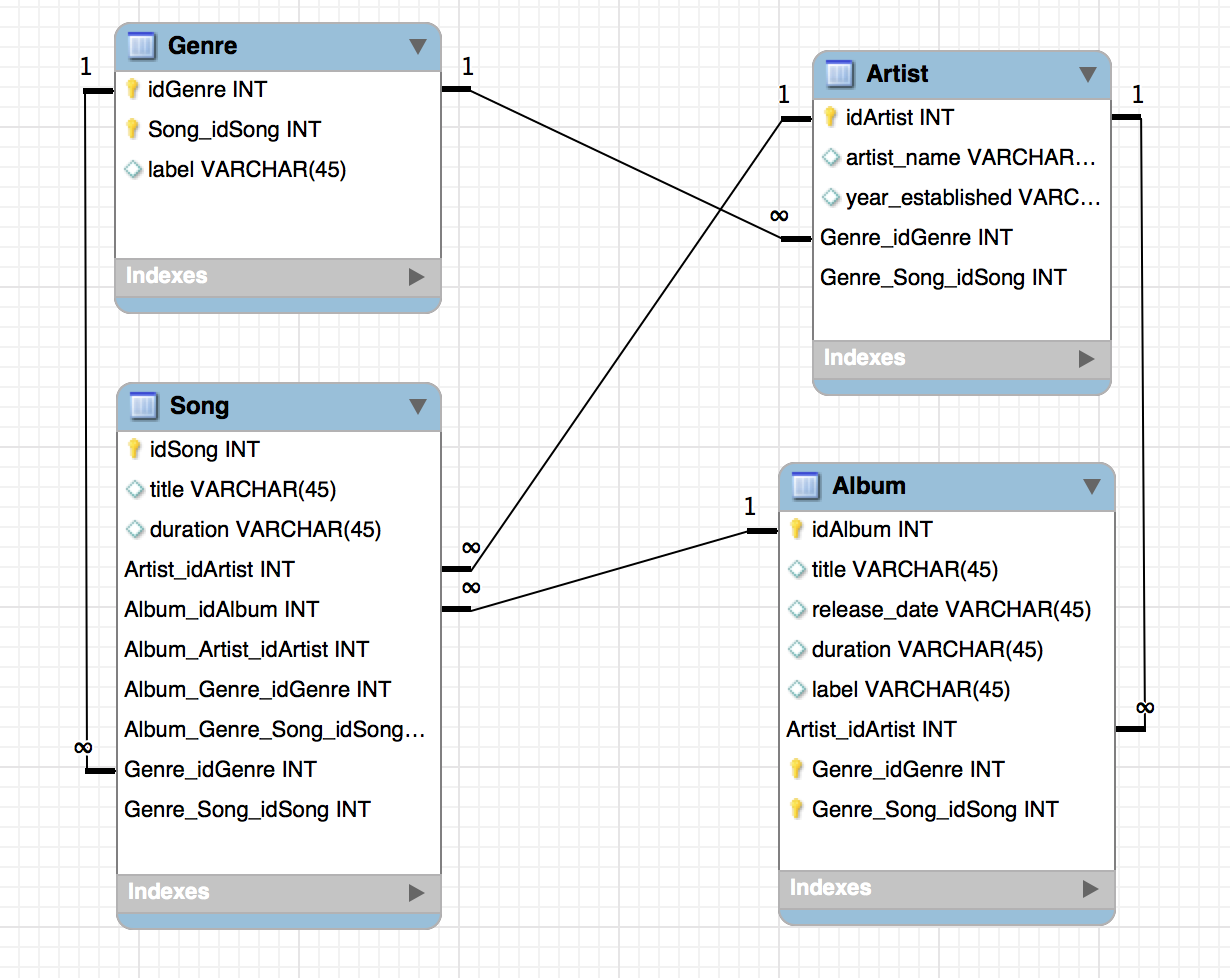 Genre
1
1
idGenre INT
Song_idSong INT
label VARCHAR(45)
Indexes
Artist
1
1
idArtist INT
artist_name VARCHAR...
year_established VARC...
∞
Genre_idGenre INT
Genre_Song_idSong INT
Indexes
Song
idSong INT
title VARCHAR(45)
duration VARCHAR(45)
∞
Artist_idArtist INT
∞
Album_idAlbum INT
Album_Artist_idArtist INT
Album_Genre_idGenre INT
Album_Genre_Song_idSong...
∞
Genre_idGenre INT
Genre_Song_idSong INT
Indexes
Album
1
idAlbum INT
title VARCHAR(45)
release_date VARCHAR(45)
duration VARCHAR(45)
label VARCHAR(45)
∞
Artist_idArtist INT
Genre_idGenre INT
Genre_Song_idSong INT
Indexes